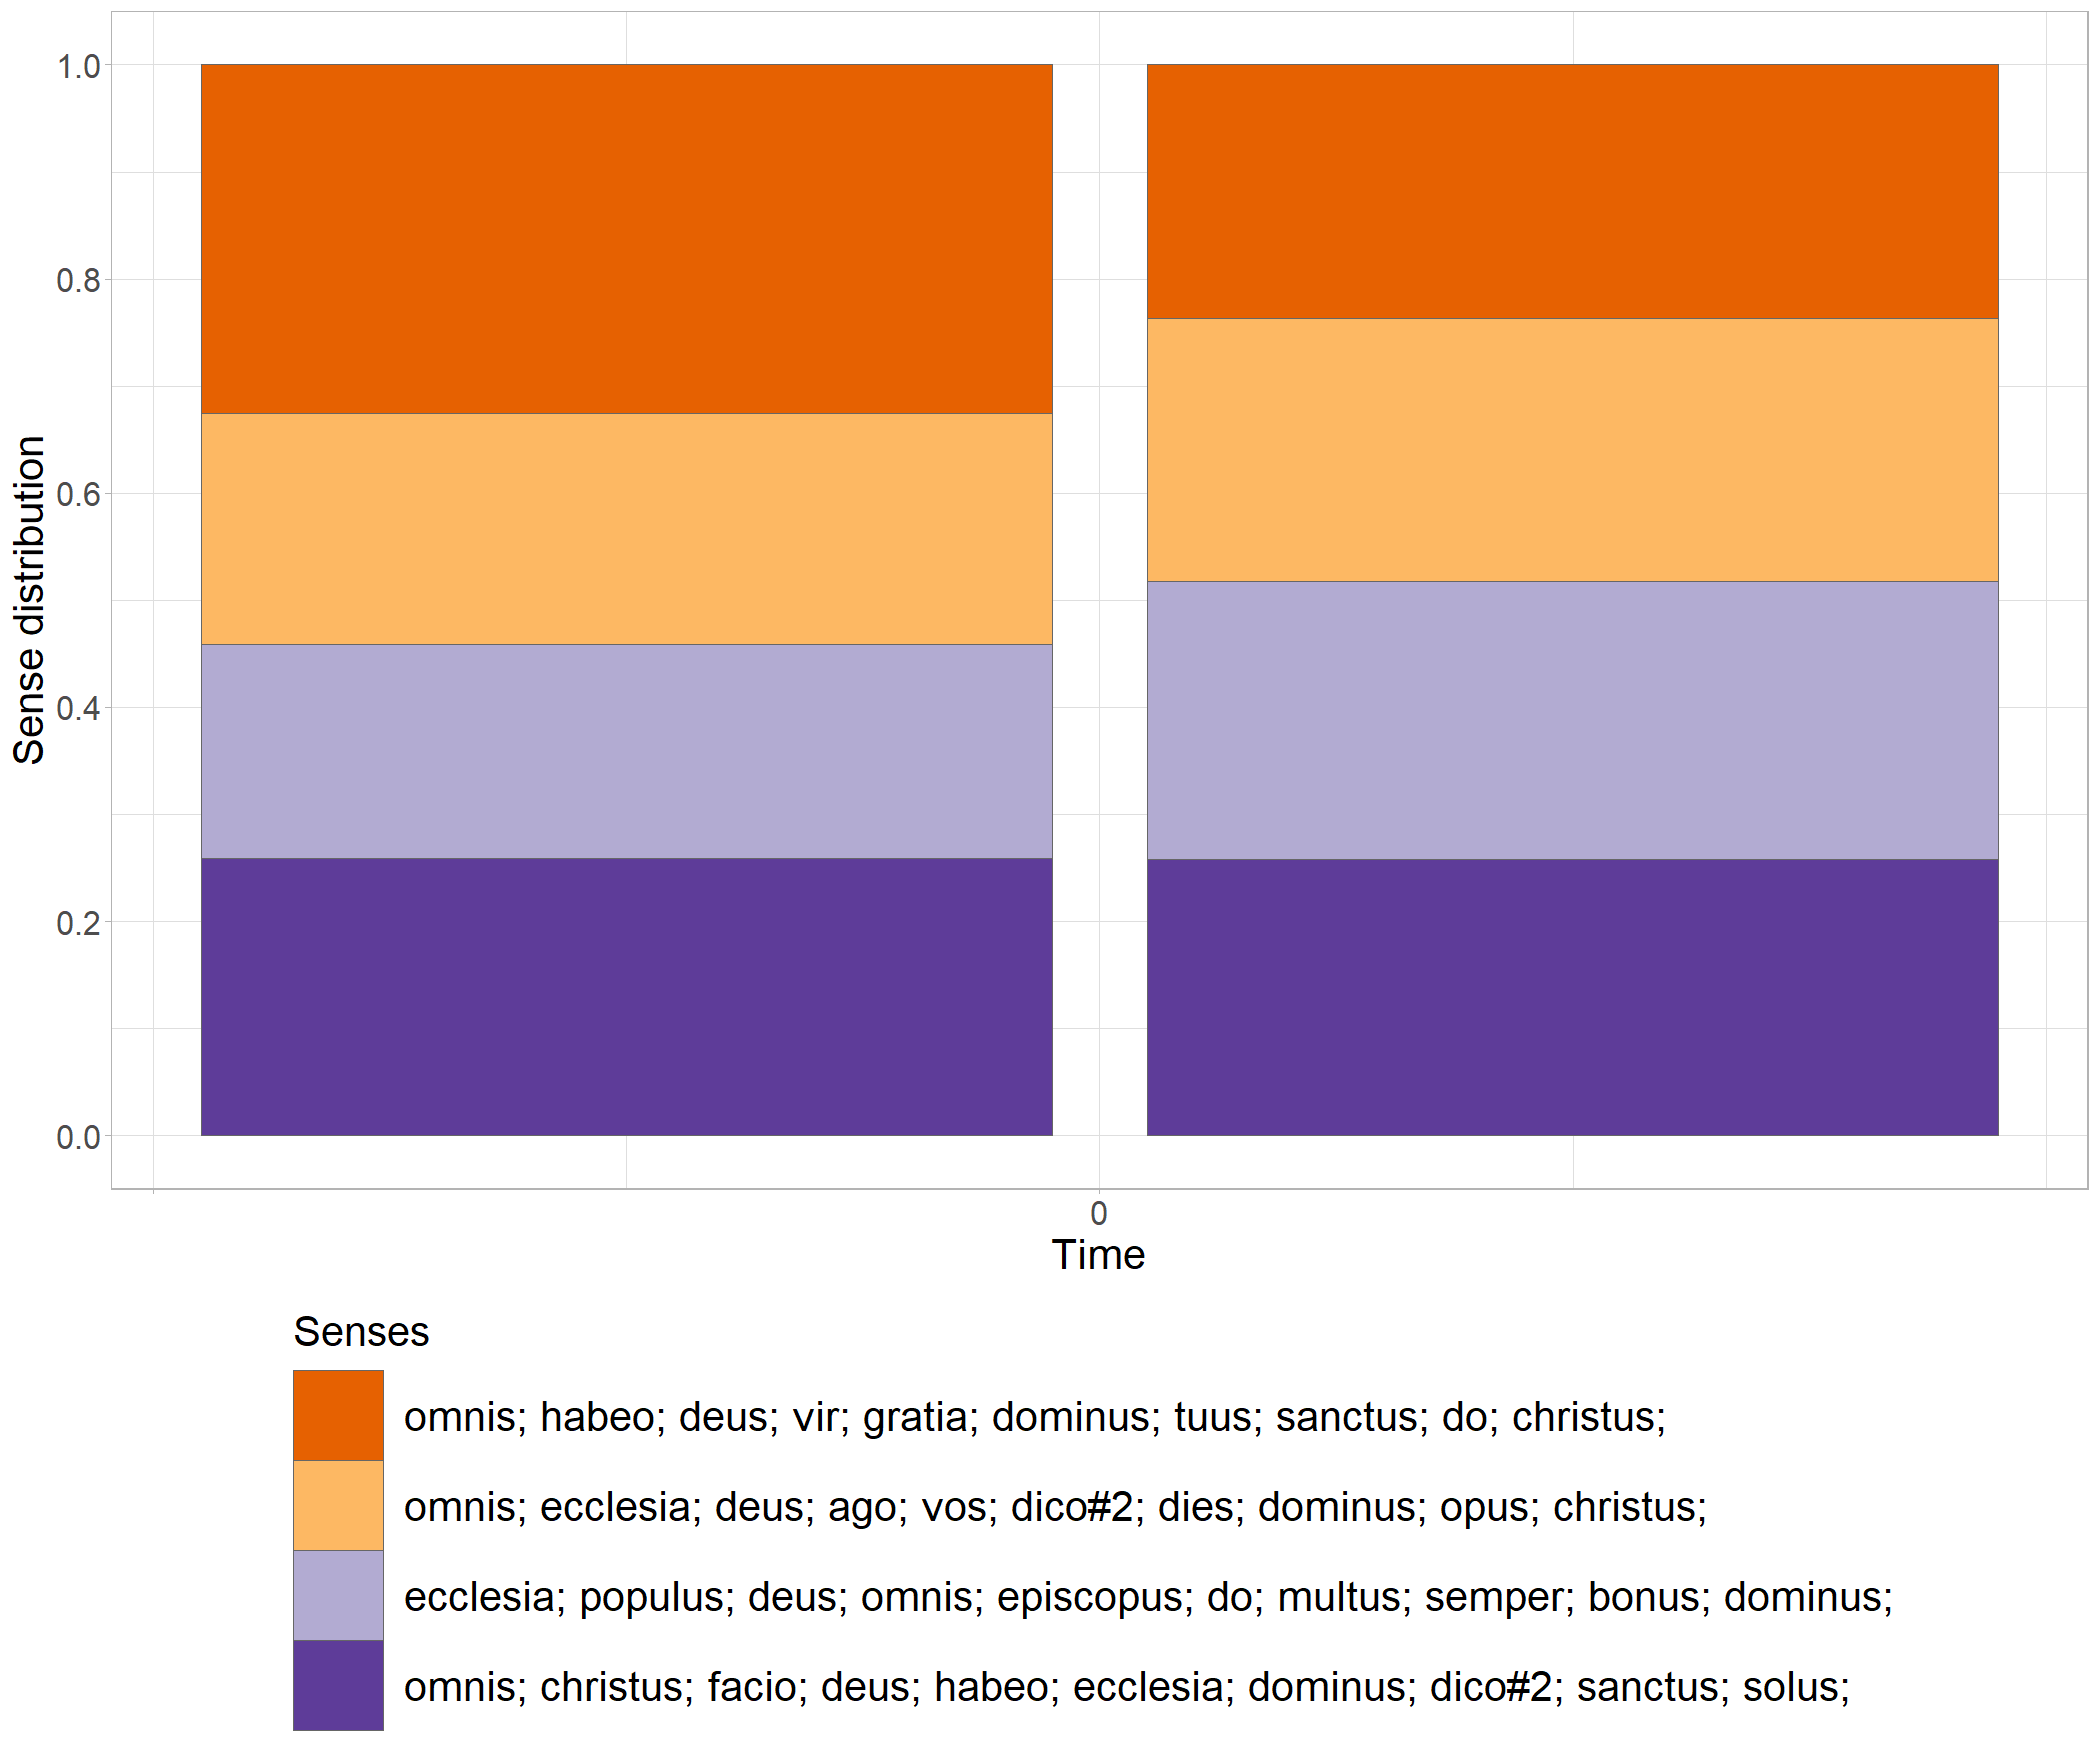 1.0
0.8
0.6
0.4
0.2
0.0
Sense distribution
0
Time
Senses
omnis; habeo; deus; vir; gratia; dominus; tuus; sanctus; do; christus;
omnis; ecclesia; deus; ago; vos; dico#2; dies; dominus; opus; christus;
ecclesia; populus; deus; omnis; episcopus; do; multus; semper; bonus; dominus;
omnis; christus; facio; deus; habeo; ecclesia; dominus; dico#2; sanctus; solus;